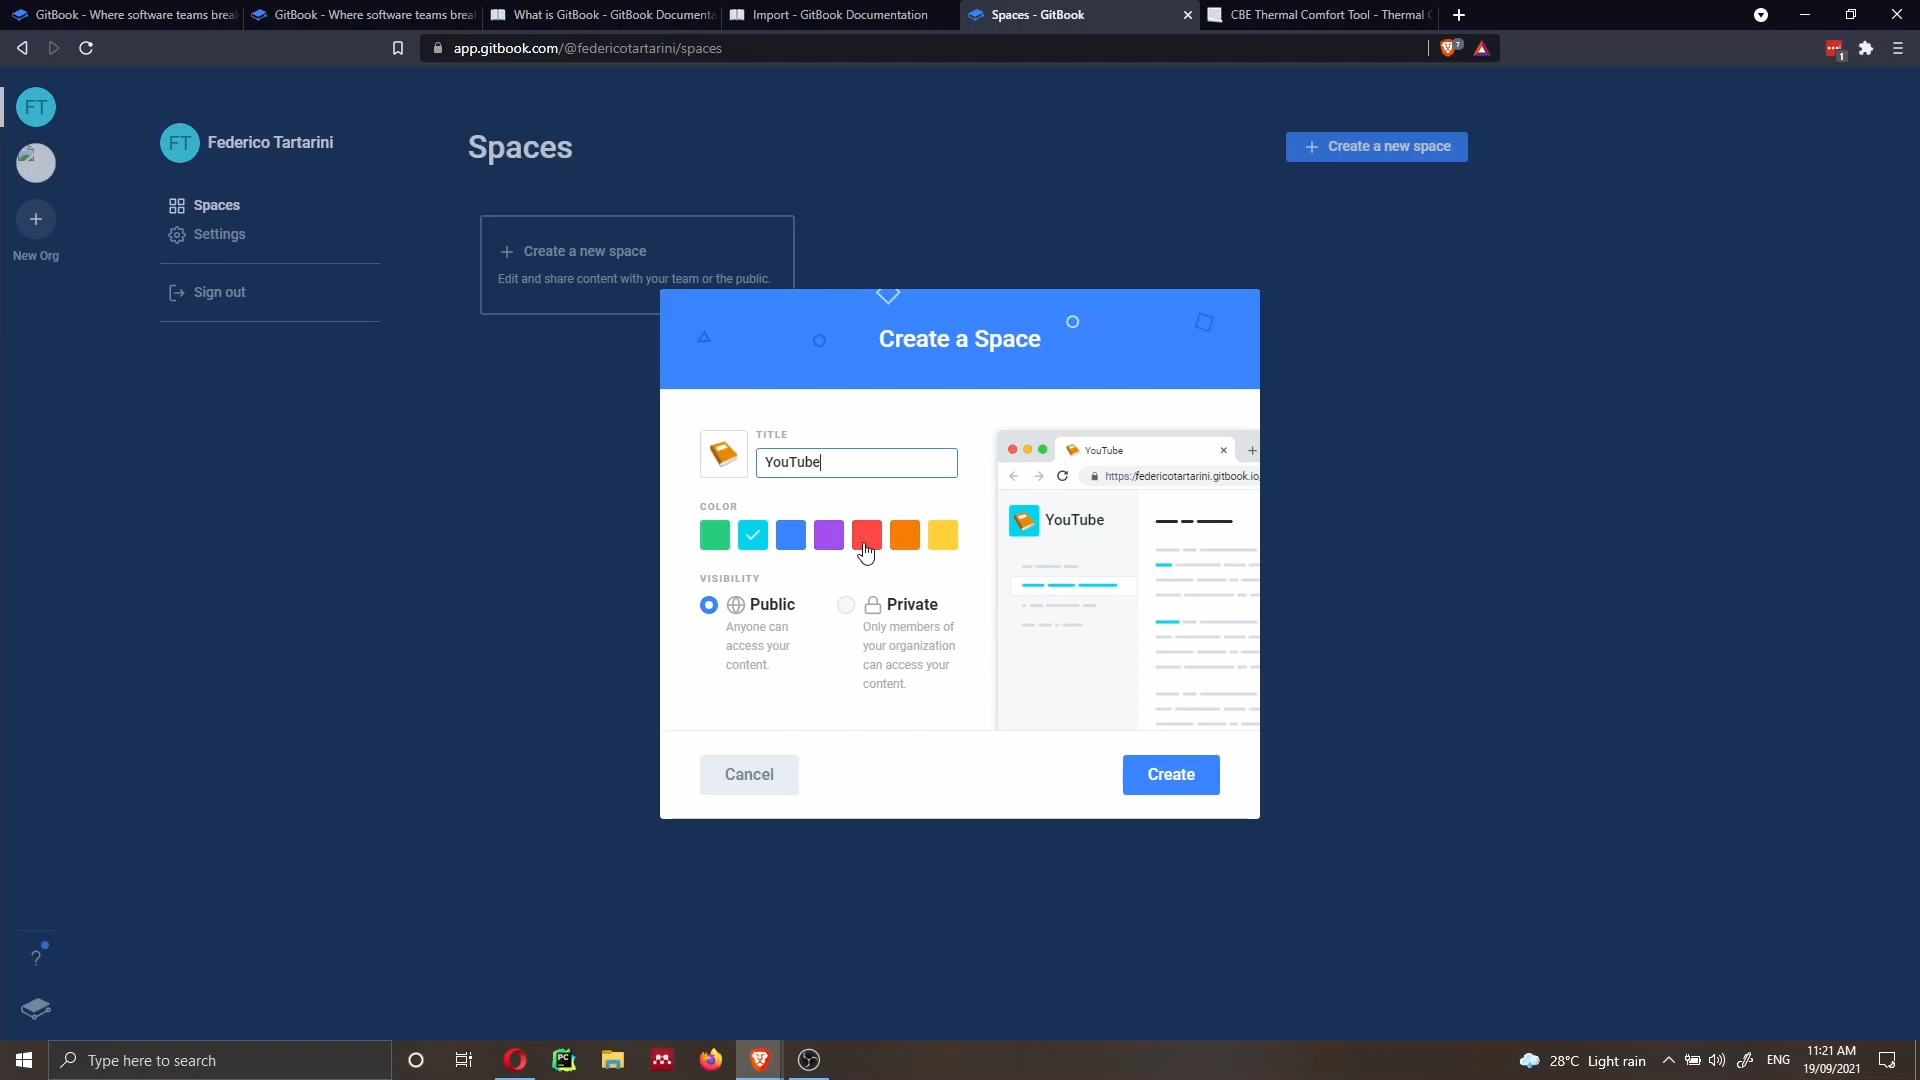 GitBook - Where software teams brea
GitBook - Where software teams brea
What is GitBook - GitBook Documenta
Import - GitBook Documentation
Spaces - GitBook
CBE Thermal Comfort Tool - Thermal C
app.gitbook.com/@federicotartarini/spaces
7
1
FT
FT
Federico Tartarini
Spaces
Create a new space
Spaces
Settings
New Org
Sign out
Create a new space
Edit and share content with your team or the public.
Create a Space
TITLE
YouTube
COLOR
VISIBILITY
Public
Anyone can
access your
content.
Private
Only members of
your organization
can access your
content.
YouTube
https://federicotartarini.gitbook.io/
YouTube
Cancel
Create
?
Type here to search
PC
28°C Light rain
ENG
11:21 AM
19/09/2021